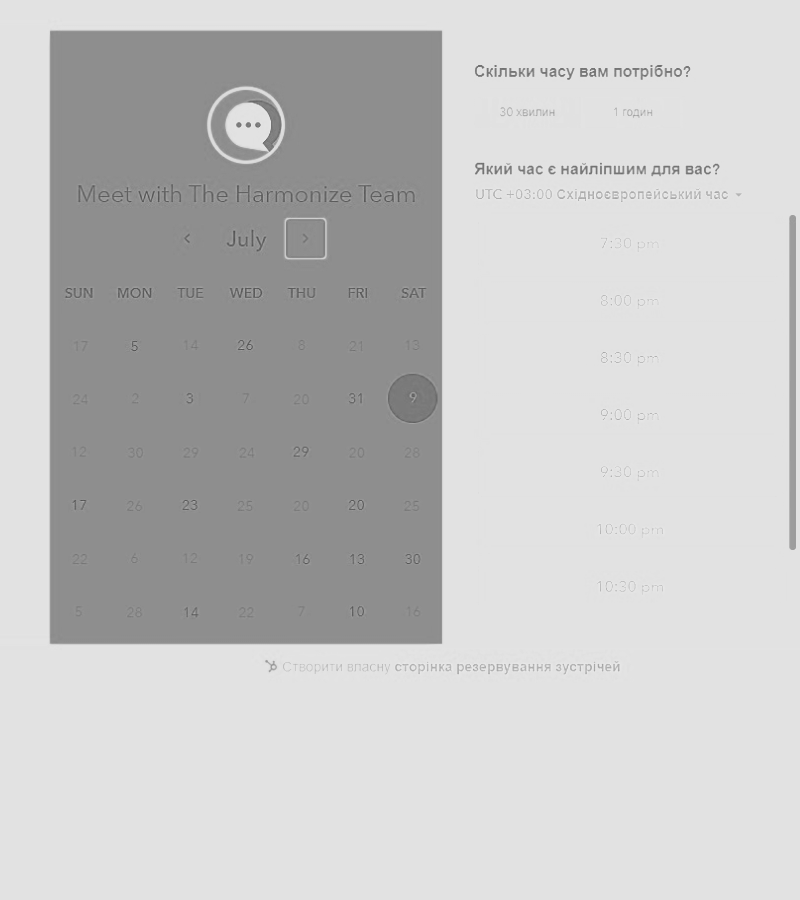 Meet with The Harmonize Team
July
SUN MON TUE WED THU FRI SAT
17 5 14 26 8 21 13
24 2 3 7 20 31 9
12 30 29 24 29 20 28
17 26 23 25 20 20 25
22 6 12 19 16 13 30
5 28 14 22 7 10 16
Скільки часу вам потрібно?
30 хвилин 1 годин
Який час є найліпшим для вас?
UTC +03:00 Східноєвропейський час
7:30 pm
8:00 pm
8:30 pm
9:00 pm
9:30 pm
10:00 pm
10:30 pm
Створити власну сторінка резервування зустрічей